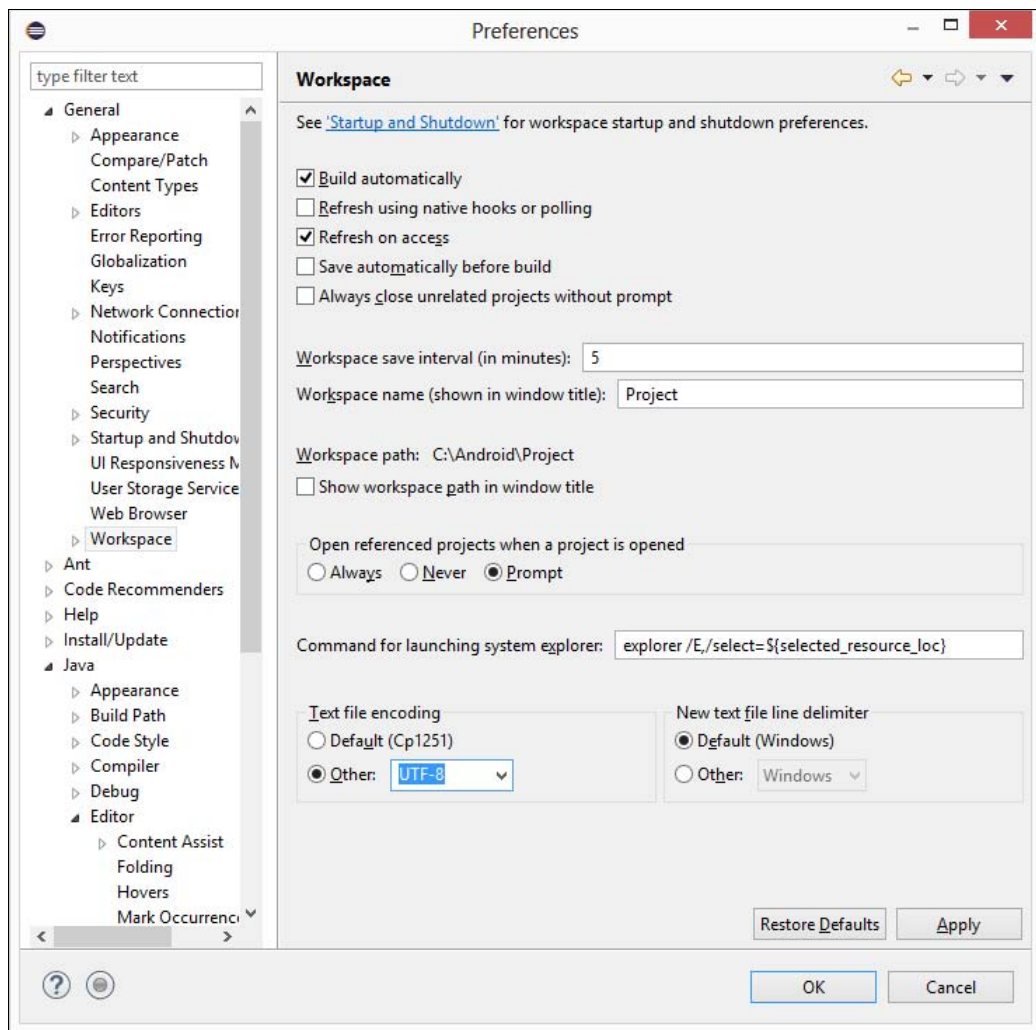 Preferences
type filter text
General
Appearance
Compare/Patch
Content Types
Editors
Error Reporting
Globalization
Keys
Network Connection
Notifications
Perspectives
Search
Security
Startup and Shutdov
UI Responsiveness M
User Storage Service
Web Browser
Workspace
Ant
Code Recommenders
Help
Install/Update
Java
Appearance
Build Path
Code Style
Compiler
Debug
Editor
Content Assist
Folding
Hovers
Mark Occurrence
Workspace
See 'Startup and Shutdown' for workspace startup and shutdown preferences.
Build automatically
Refresh using native hooks or polling
Refresh on access
Save automatically before build
Always close unrelated projects without prompt
Workspace save interval (in minutes): 5
Workspace name (shown in window title): Project
Workspace path: C:\Android\Project
Show workspace path in window title
Open referenced projects when a project is opened
Always Never Prompt
Command for launching system explorer: explorer /E,/select=${selected_resource_loc}
Text file encoding
Default (Cp1251)
Other: UTF-8
New text file line delimiter
Default (Windows)
Other: Windows
Restore Defaults Apply
OK Cancel